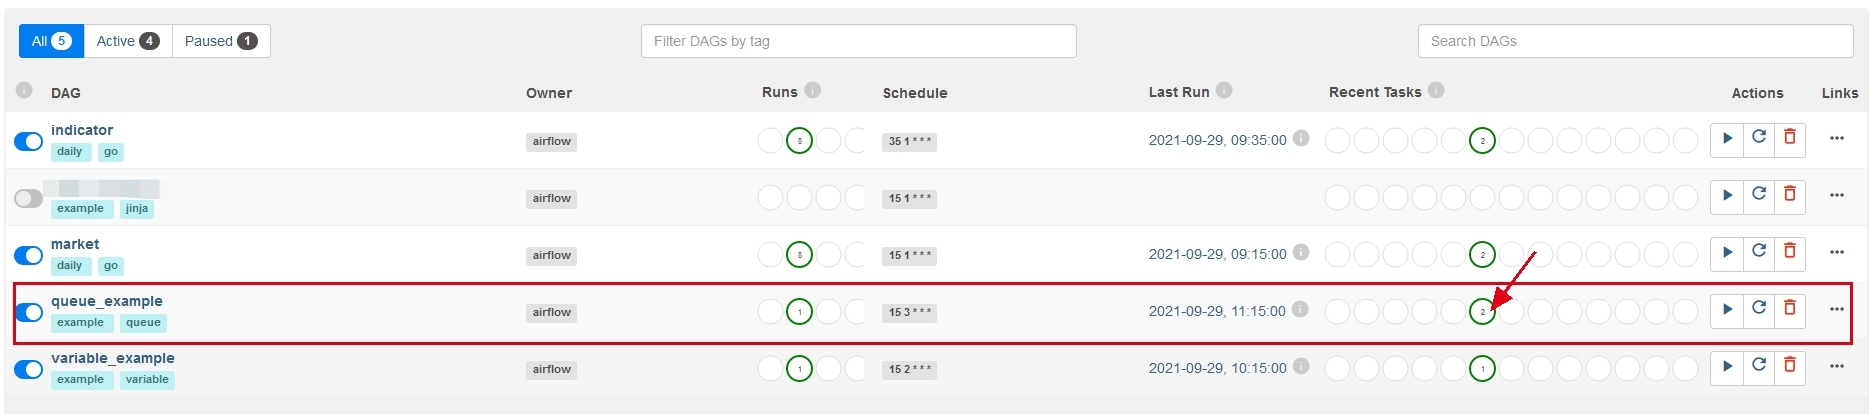 All 5 Active 4 Paused 1 Filter DAGs by tag Search DAGs
DAG Owner Runs Schedule Last Run Recent Tasks Actions Links
indicator
airflow 8 35 1 * * * 2021-09-29, 09:35:00 2
daily go
airflow 15 1 * * *
example jinja
market
airflow 8 15 1 * * * 2021-09-29, 09:15:00 2
daily go
queue_example
airflow 1 15 3 * * * 2021-09-29, 11:15:00 2
example queue
variable_example
airflow 1 15 2 * * * 2021-09-29, 10:15:00 1
example variable